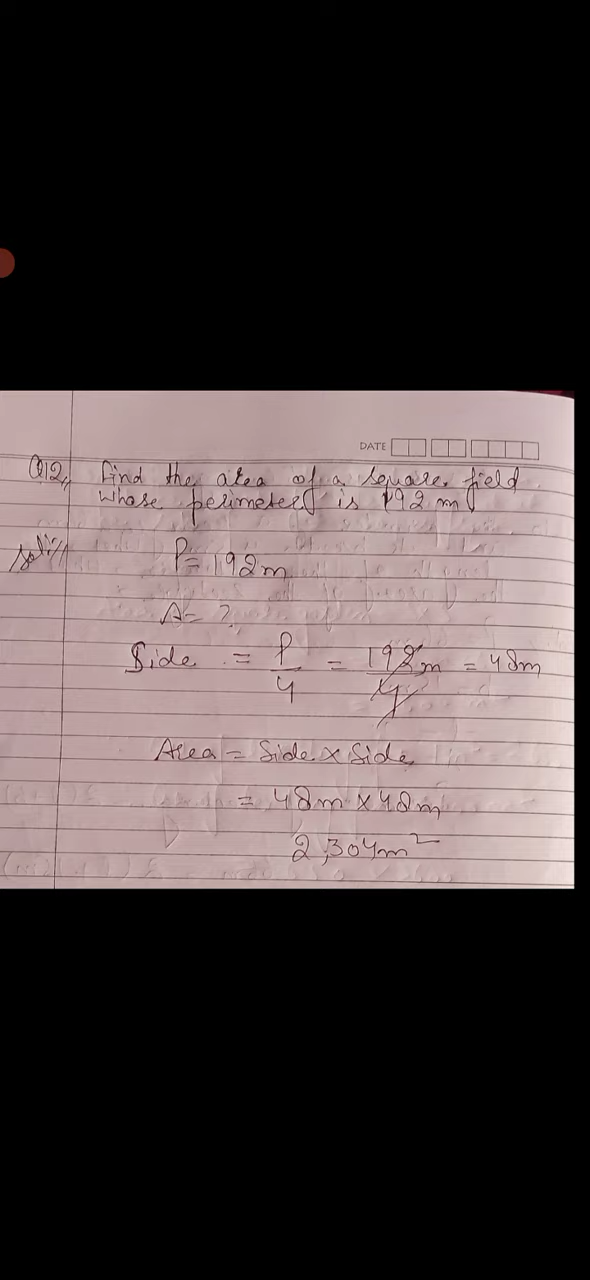 DATE
Q12, Find the area of a square field
whose perimeter is 192 m
Sol:
P = 192m
A = ?
Side = P/4 = 192m/4 = 48m
Area = Side × Side
= 48m × 48m
2,304m²